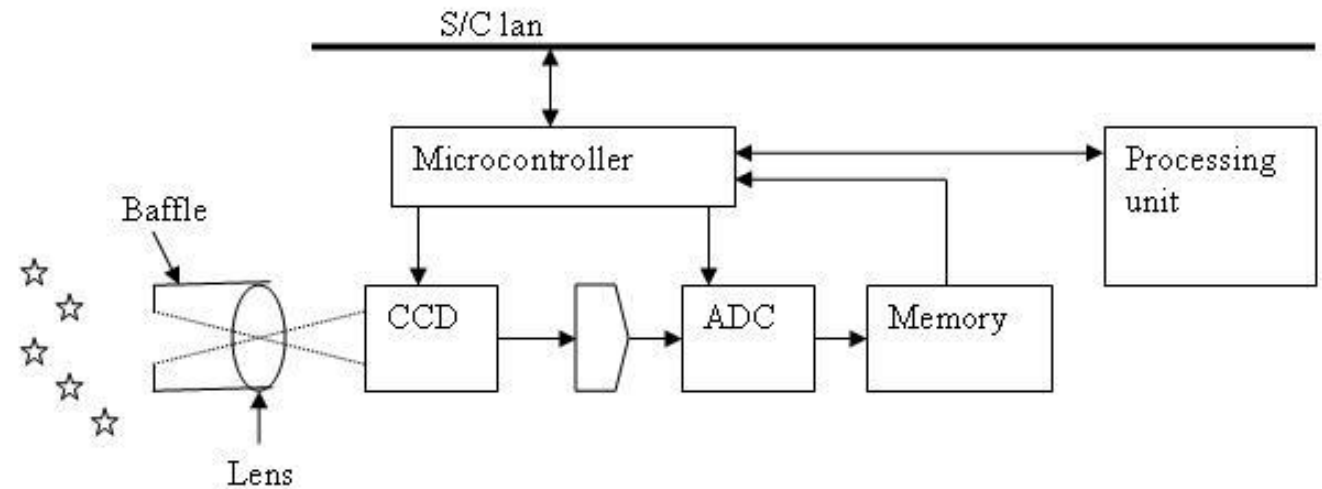 S/C lan
Microcontroller
Processing
unit
Baffle
CCD
ADC
Memory
Lens